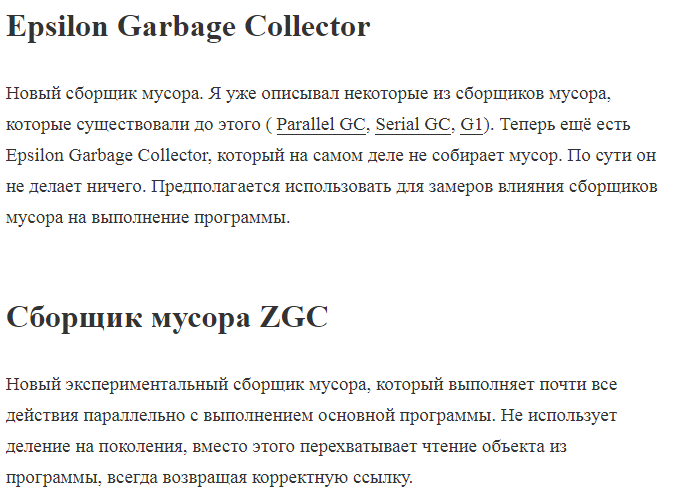 Epsilon Garbage Collector
Новый сборщик мусора. Я уже описывал некоторые из сборщиков мусора,
которые существовали до этого ( Parallel GC, Serial GC, G1). Теперь ещё есть
Epsilon Garbage Collector, который на самом деле не собирает мусор. По сути он
не делает ничего. Предполагается использовать для замеров влияния сборщиков
мусора на выполнение программы.
Сборщик мусора ZGC
Новый экспериментальный сборщик мусора, который выполняет почти все
действия параллельно с выполнением основной программы. Не использует
деление на поколения, вместо этого перехватывает чтение объекта из
программы, всегда возвращая корректную ссылку.